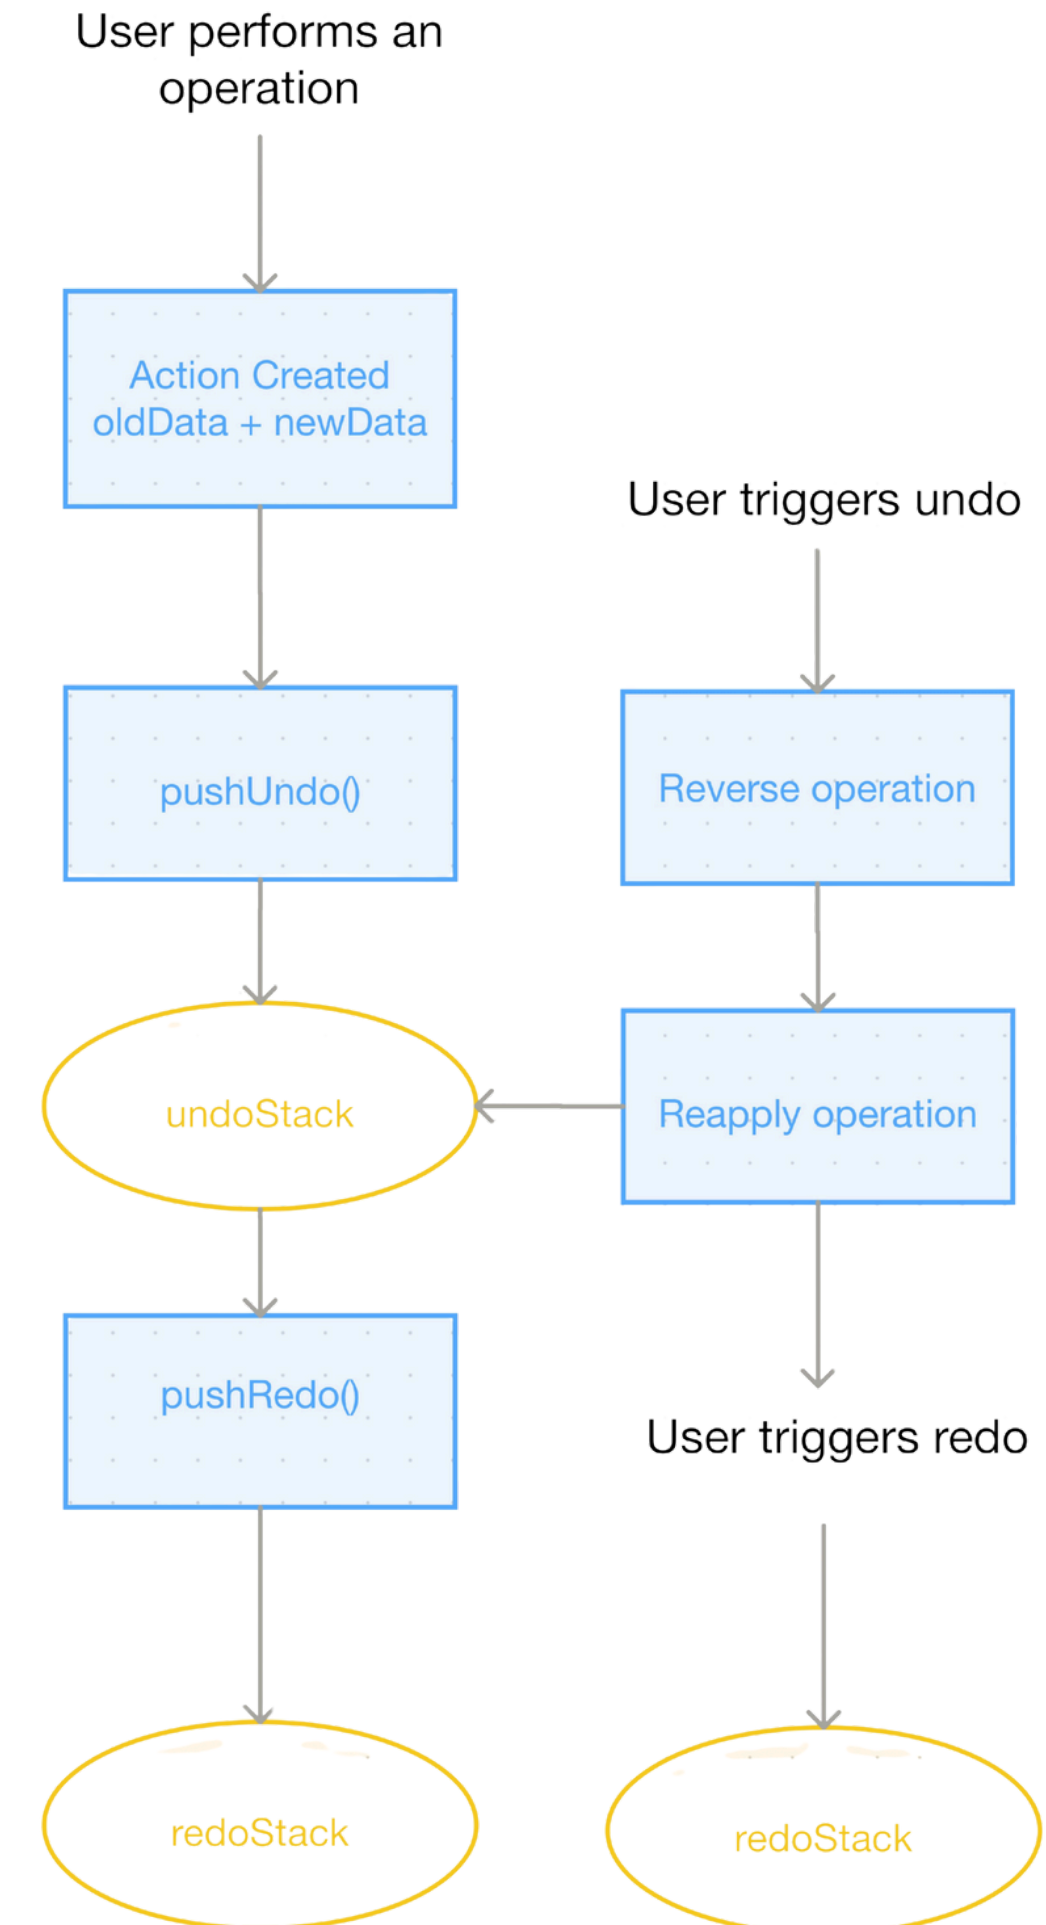 User performs an
operation
Action Created
oldData + newData
User triggers undo
pushUndo()
Reverse operation
undoStack
Reapply operation
pushRedo()
User triggers redo
redoStack
redoStack